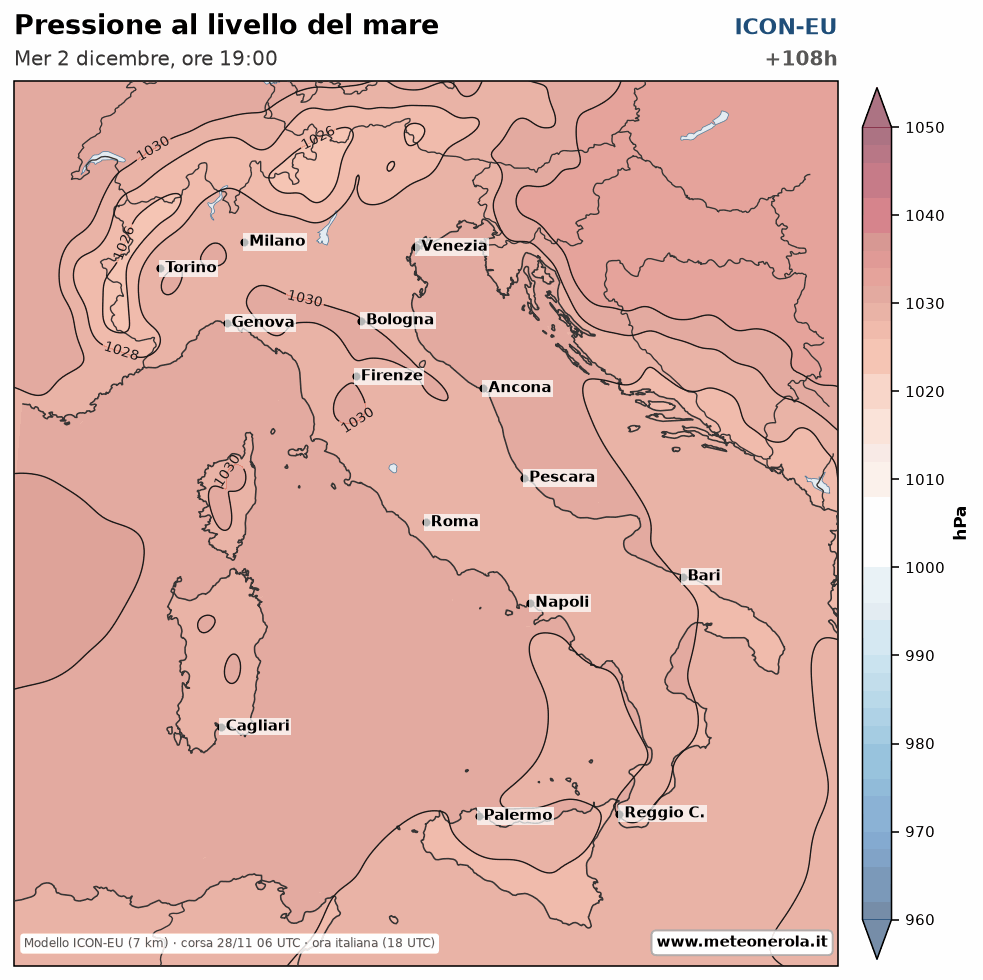 Pressione al livello del mare
ICON-EU
Mer 2 dicembre, ore 19:00
+108h
1030
1026
1026
Milano
Venezia
Torino
1030
Genova
Bologna
1028
Firenze
Ancona
1030
1030
Pescara
Roma
Bari
Napoli
Cagliari
Palermo
Reggio C.
Modello ICON-EU (7 km) · corsa 28/11 06 UTC · ora italiana (18 UTC)
www.meteonerola.it
1050
1040
1030
1020
1010
1000
990
980
970
960
hPa